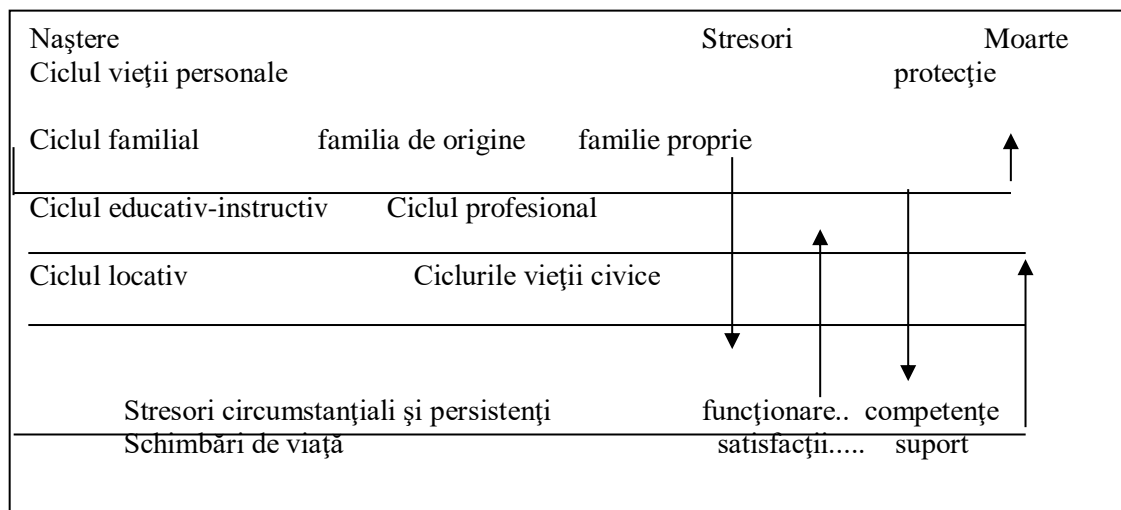 Naştere Stresori Moarte
Ciclul vieţii personale protecţie
Ciclul familial familia de origine familie proprie
Ciclul educativ-instructiv Ciclul profesional
Ciclul locativ Ciclurile vieţii civice
Stresori circumstanţiali şi persistenţi funcţionare.. competenţe
Schimbări de viaţă satisfacţii..... suport